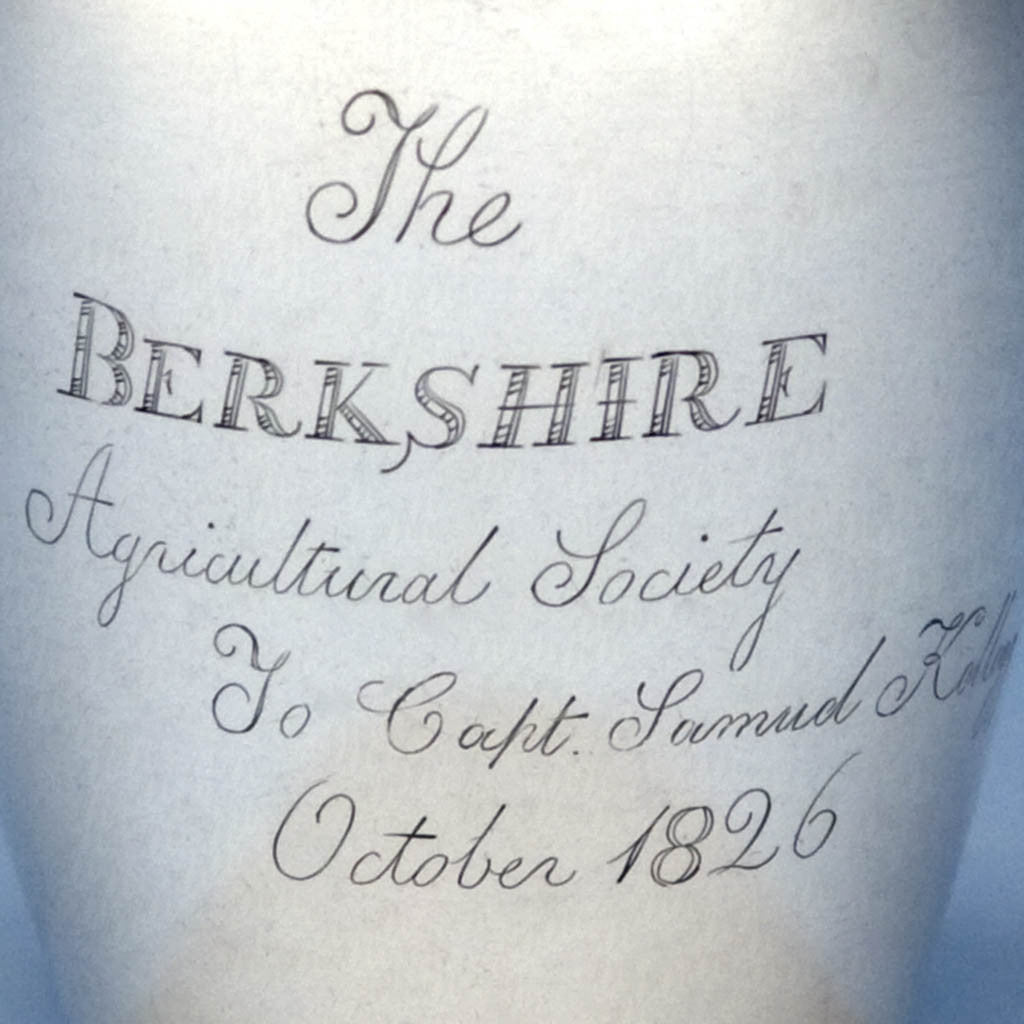 The
BERKSHIRE
Agricultural Society
To Capt. Samuel
October 1826